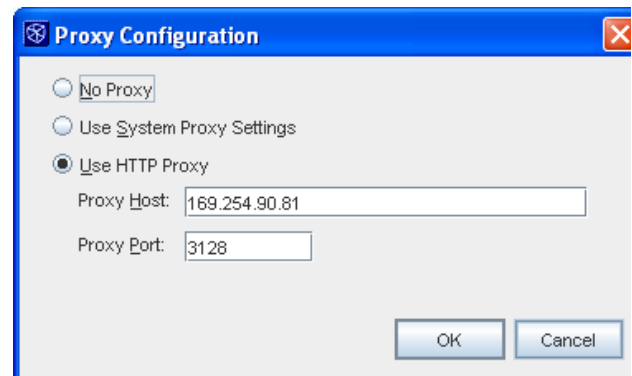 Proxy Configuration
No Proxy
Use System Proxy Settings
Use HTTP Proxy
Proxy Host: 169.254.90.81
Proxy Port: 3128
OK Cancel